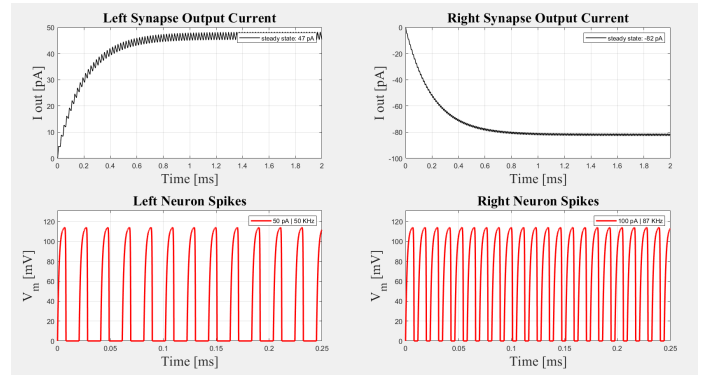 Left Synapse Output Current
I out [pA]
50
40
30
20
10
0
steady state: 47 pA
0 0.2 0.4 0.6 0.8 1 1.2 1.4 1.6 1.8 2
Time [ms]
Right Synapse Output Current
I out [pA]
0
-20
-40
-60
-80
-100
steady state: -82 pA
0 0.2 0.4 0.6 0.8 1 1.2 1.4 1.6 1.8 2
Time [ms]
Left Neuron Spikes
Vm [mV]
120
100
80
60
40
20
0
50 pA | 50 KHz
0 0.05 0.1 0.15 0.2 0.25
Time [ms]
Right Neuron Spikes
Vm [mV]
120
100
80
60
40
20
0
100 pA | 87 KHz
0 0.05 0.1 0.15 0.2 0.25
Time [ms]